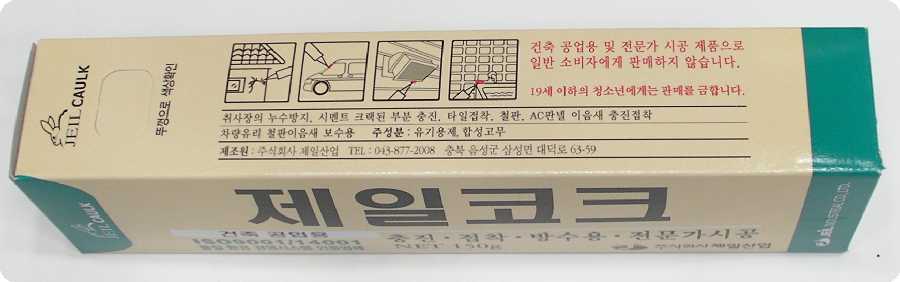 JEIL CAULK
뚜껑으로 색상확인
건축 공업용 및 전문가 시공 제품으로
일반 소비자에게 판매하지 않습니다.
19세 이하의 청소년에게는 판매를 금합니다.
취사장의 누수방지, 시멘트 크랙된 부분 충진, 타일접착, 철판, AC판넬 이음새 충진접착
차량유리 철판이음새 보수용 주성분 : 유기용제, 합성고무
제조원 : 주식회사 제일산업 TEL : 043-877-2008 충북 음성군 삼성면 대덕로 63-59
JEIL CAULK
제일코크
건축 공업용
ISO9001/14001
충진·접착·방수용·전문가시공
NET 150g
주식회사제일산업
JEIL INDUSTRIAL CO.,LTD.